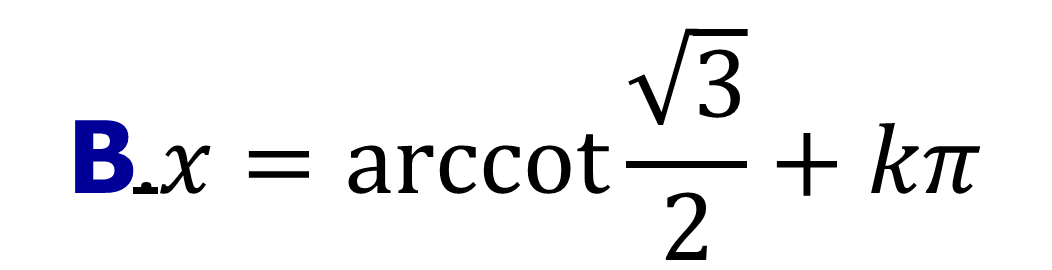 B. x = arccot √3/2 + kπ